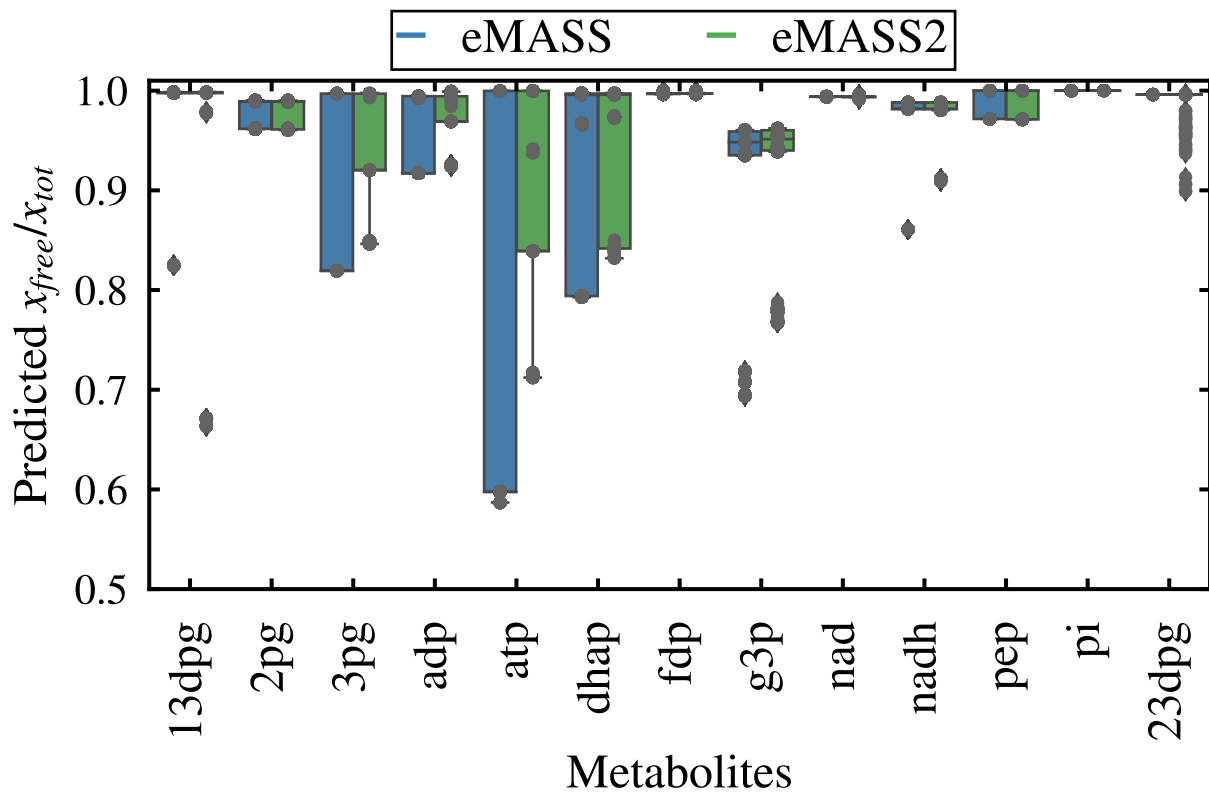 eMASS eMASS2
Predicted x_free/x_tot
1.0
0.9
0.8
0.7
0.6
0.5
13dpg
2pg
3pg
adp
atp
dhap
fdp
g3p
nad
nadh
pep
pi
23dpg
Metabolites